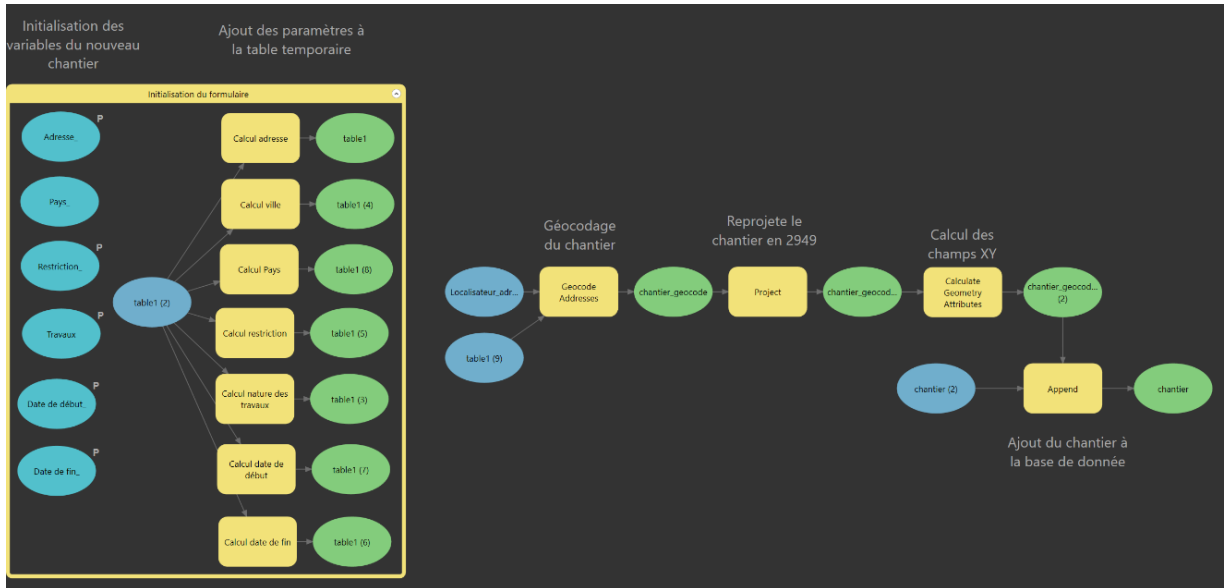 Initialisation des
variables du nouveau
chantier
Ajout des paramètres à
la table temporaire
Initialisation du formulaire
Adresse_
P
Pays_
Restriction_
P
Travaux
P
Date de début_
P
Date de fin_
P
table1 (2)
Calcul adresse
table1
Calcul ville
table1 (4)
Calcul Pays
table1 (8)
Calcul restriction
table1 (5)
Calcul nature des
travaux
table1 (3)
Calcul date de
début
table1 (7)
Calcul date de fin
table1 (6)
Géocodage
du chantier
Reprojete le
chantier en 2949
Calcul des
champs XY
Localisateur_adr...
Geocode
Addresses
chantier_geocode
Project
chantier_geocod...
Calculate
Geometry
Attributes
chantier_geocod...
(2)
table1 (9)
chantier (2)
Append
chantier
Ajout du chantier à
la base de donnée